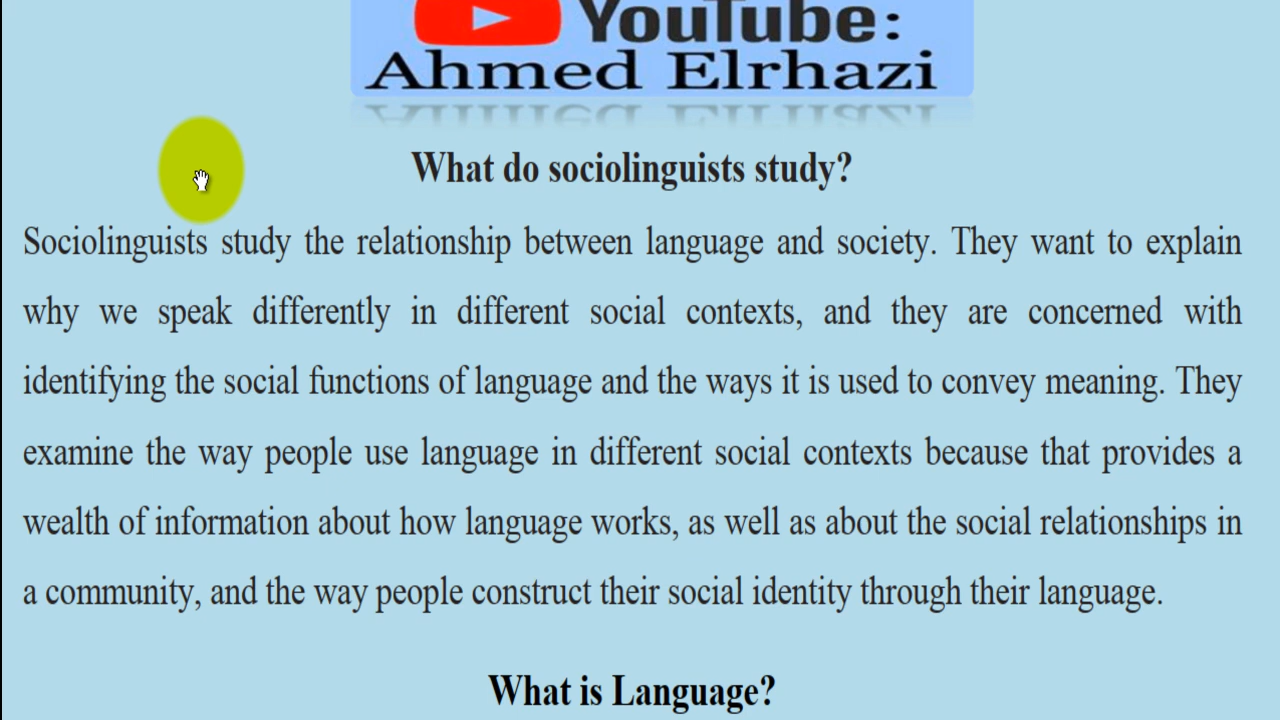 YouTube:
Ahmed Elrhazi
What do sociolinguists study?
Sociolinguists study the relationship between language and society. They want to explain
why we speak differently in different social contexts, and they are concerned with
identifying the social functions of language and the ways it is used to convey meaning. They
examine the way people use language in different social contexts because that provides a
wealth of information about how language works, as well as about the social relationships in
a community, and the way people construct their social identity through their language.
What is Language?